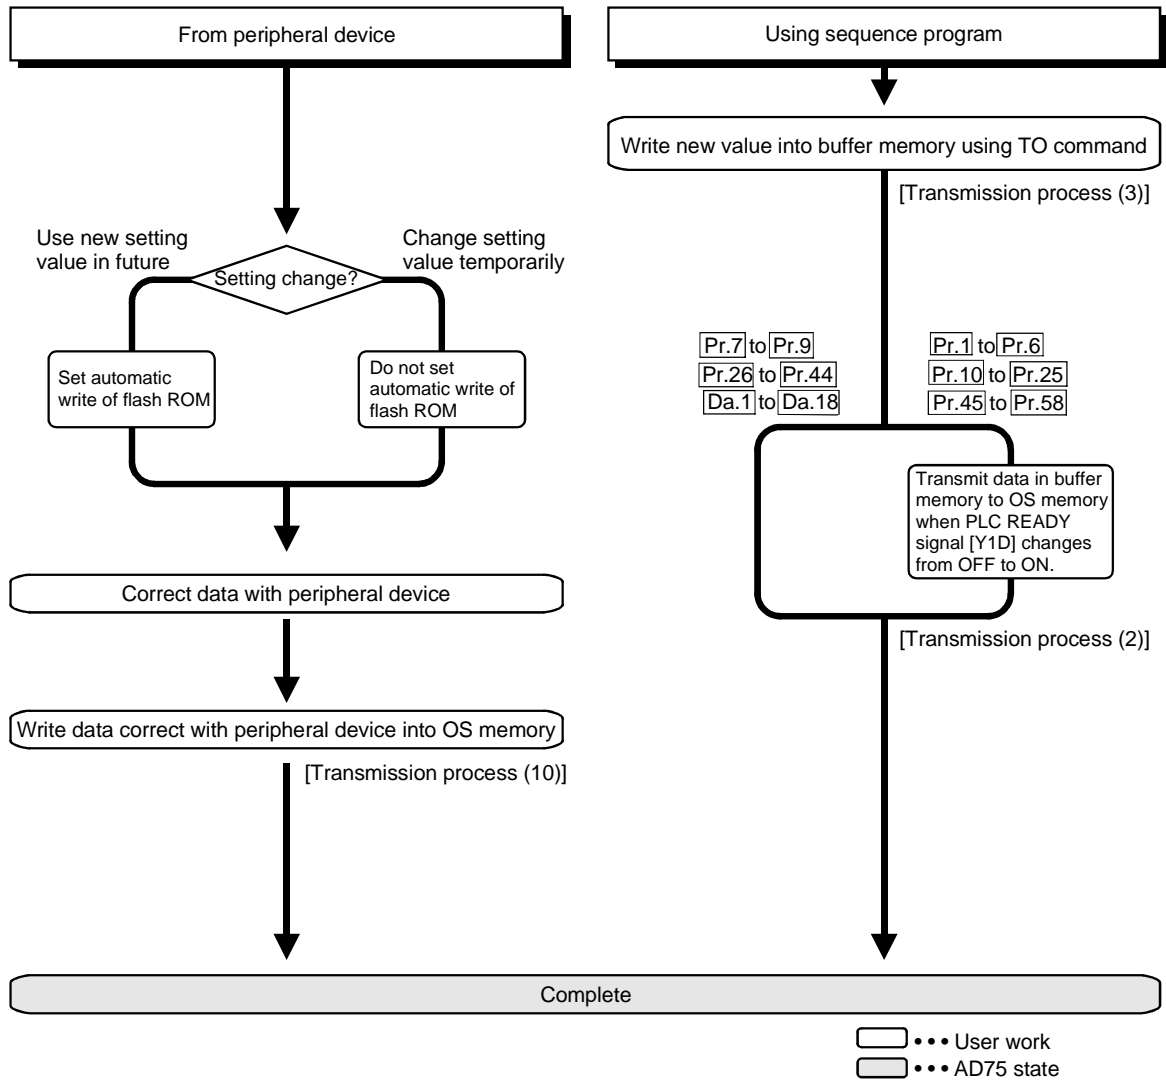 From peripheral device
Using sequence program
Write new value into buffer memory using TO command
[Transmission process (3)]
Use new setting
value in future
Change setting
value temporarily
Setting change?
Set automatic
write of flash ROM
Do not set
automatic write of
flash ROM
Pr.7 to Pr.9
Pr.26 to Pr.44
Da.1 to Da.18
Pr.1 to Pr.6
Pr.10 to Pr.25
Pr.45 to Pr.58
Transmit data in buffer
memory to OS memory
when PLC READY
signal [Y1D] changes
from OFF to ON.
Correct data with peripheral device
[Transmission process (2)]
Write data correct with peripheral device into OS memory
[Transmission process (10)]
Complete
••• User work
••• AD75 state